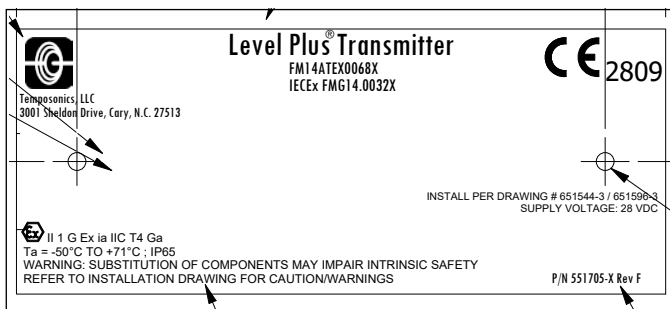 Level Plus® Transmitter
FM14ATEX0068X
IECEx FMG14.0032X
CE 2809
Temposonics, LLC
3001 Sheldon Drive, Cary, N.C. 27513
INSTALL PER DRAWING # 651544-3 / 651596-3
SUPPLY VOLTAGE: 28 VDC
Ex II 1 G Ex ia IIC T4 Ga
Ta = -50°C TO +71°C ; IP65
WARNING: SUBSTITUTION OF COMPONENTS MAY IMPAIR INTRINSIC SAFETY
REFER TO INSTALLATION DRAWING FOR CAUTION/WARNINGS
P/N 551705-X Rev F